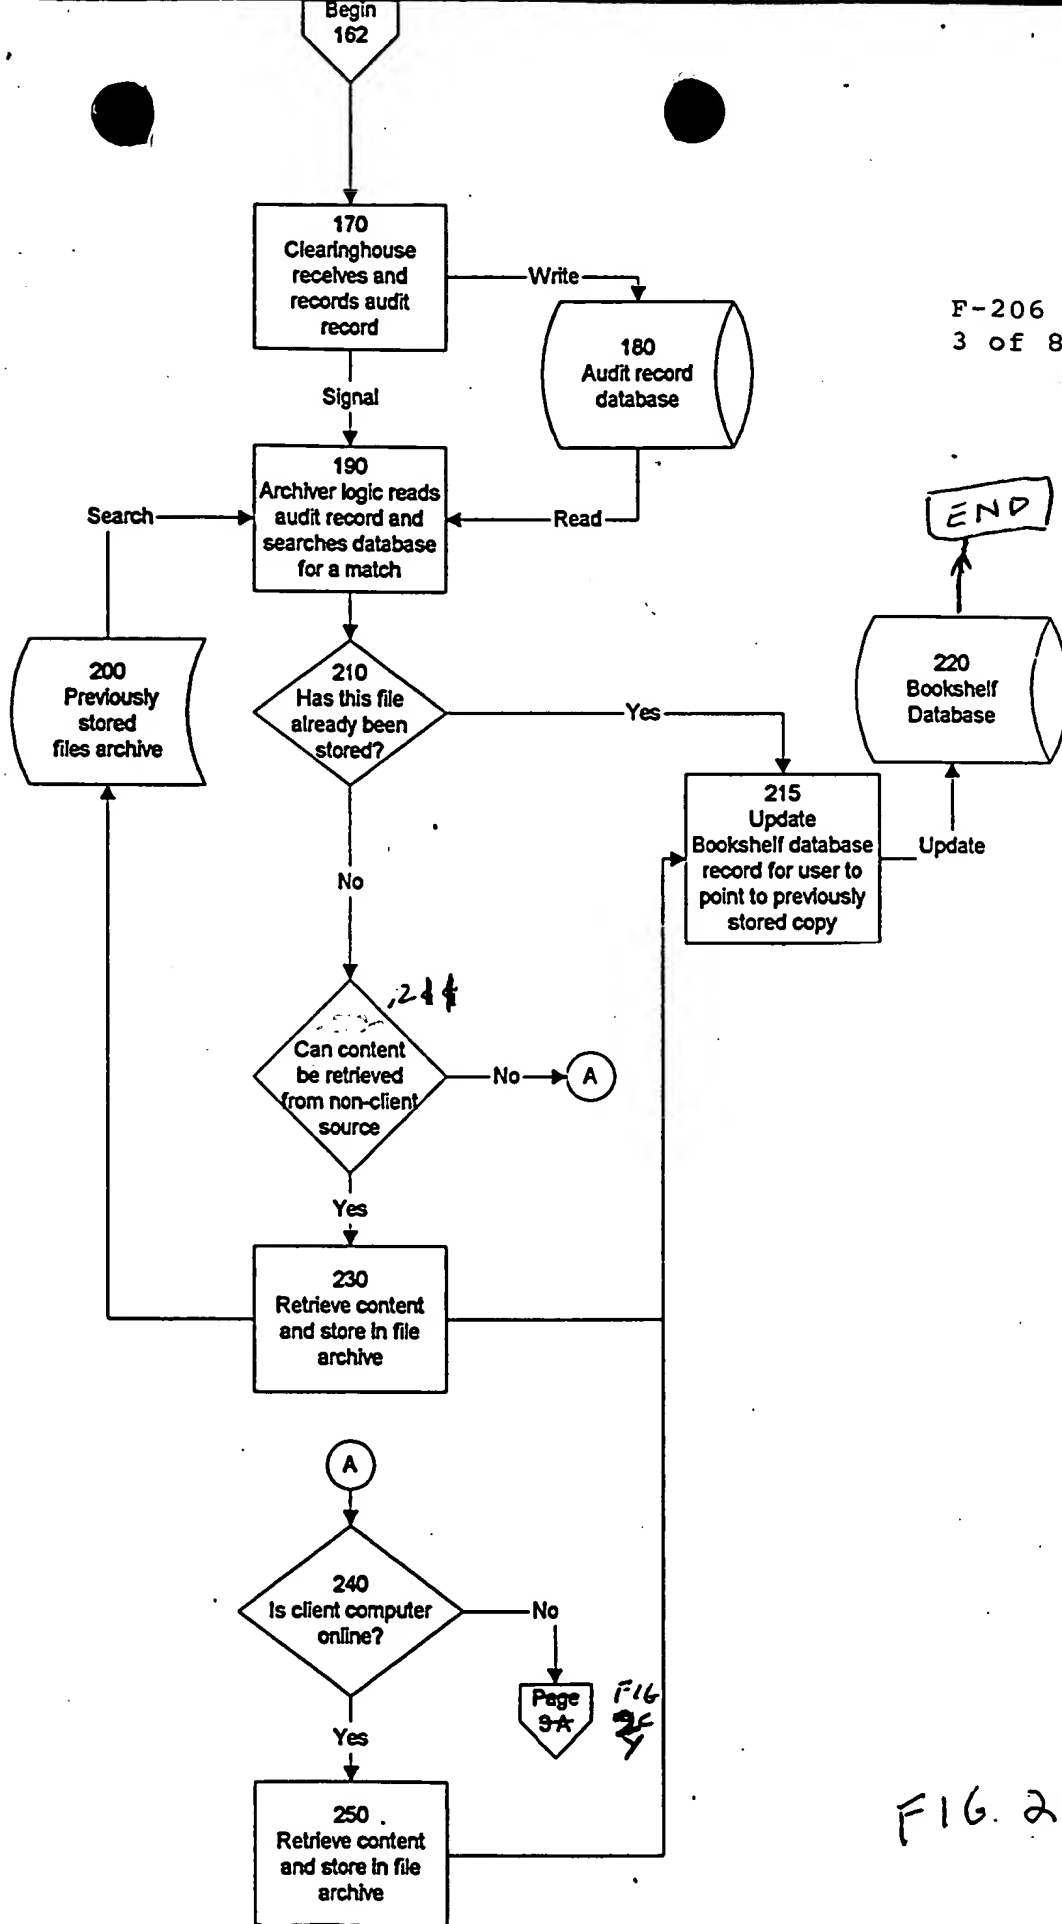 Begin
162
170
Clearinghouse
receives and
records audit
record
Write
F-206
3 of 8
180
Audit record
database
Signal
190
Archiver logic reads
audit record and
searches database
for a match
Search
Read
END
200
Previously
stored
files archive
210
Has this file
already been
stored?
Yes
220
Bookshelf
Database
215
Update
Bookshelf database
record for user to
point to previously
stored copy
Update
No
Can content
be retrieved
from non-client
source
No
A
Yes
230
Retrieve content
and store in file
archive
A
240
Is client computer
online?
No
Page
3A
FIG
Yes
250
Retrieve content
and store in file
archive
FIG. 2